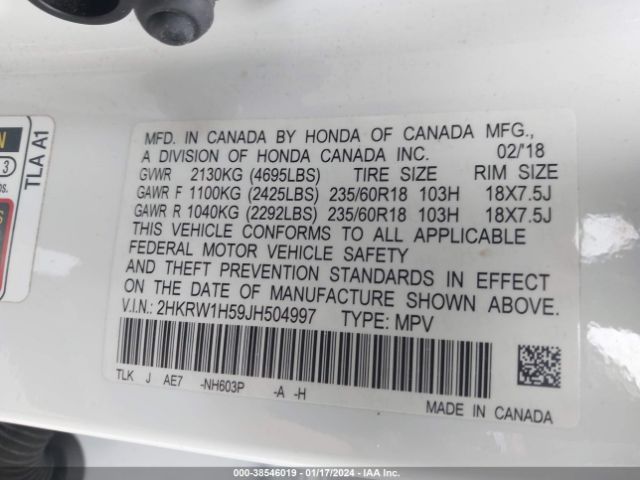 MFD. IN CANADA BY HONDA OF CANADA MFG.,
A DIVISION OF HONDA CANADA INC. 02/'18
GVWR 2130KG (4695LBS) TIRE SIZE RIM SIZE
GAWR F 1100KG (2425LBS) 235/60R18 103H 18X7.5J
GAWR R 1040KG (2292LBS) 235/60R18 103H 18X7.5J
THIS VEHICLE CONFORMS TO ALL APPLICABLE
FEDERAL MOTOR VEHICLE SAFETY
AND THEFT PREVENTION STANDARDS IN EFFECT
ON THE DATE OF MANUFACTURE SHOWN ABOVE.
V.I.N.: 2HKRW1H59JH504997 TYPE: MPV
TLK J AE7 -NH603P -A -H
MADE IN CANADA
TLA A1
3
000-38546019 - 01/17/2024 - IAA Inc.